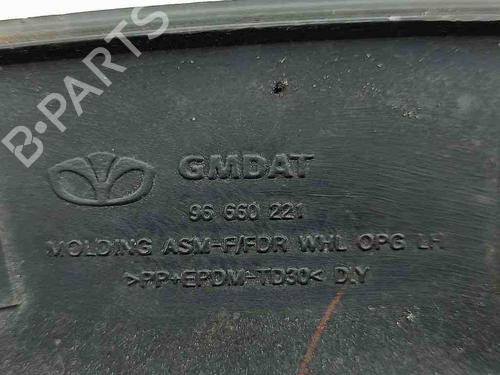 B-PARTS
GMDAT
96 660 221
MOLDING ASM-F/FDR WHL OPG LH
>PP+EPDM-TD30< D.Y